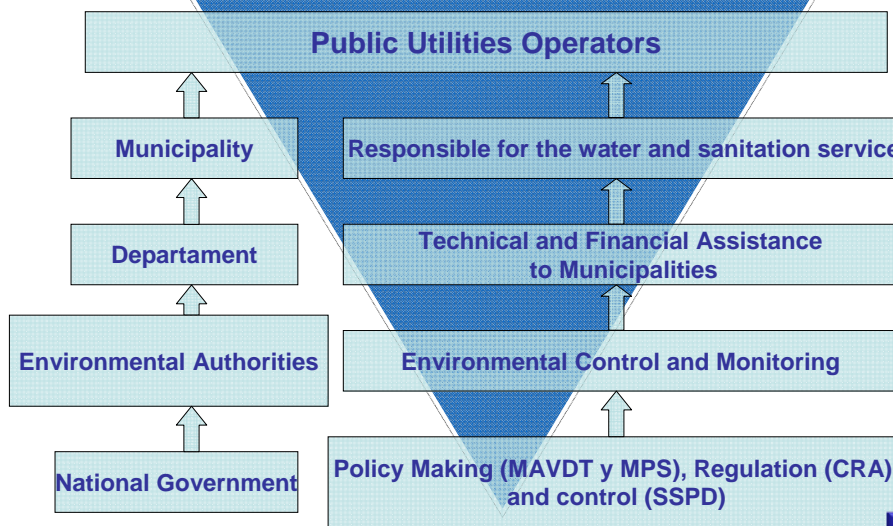 Public Utilities Operators
Municipality
Responsible for the water and sanitation service
Departament
Technical and Financial Assistance
to Municipalities
Environmental Authorities
Environmental Control and Monitoring
National Government
Policy Making (MAVDT y MPS), Regulation (CRA)
and control (SSPD)